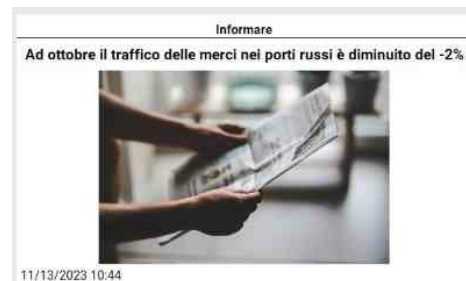 Informare
Ad ottobre il traffico delle merci nei porti russi è diminuito del -2%
11/13/2023 10:44